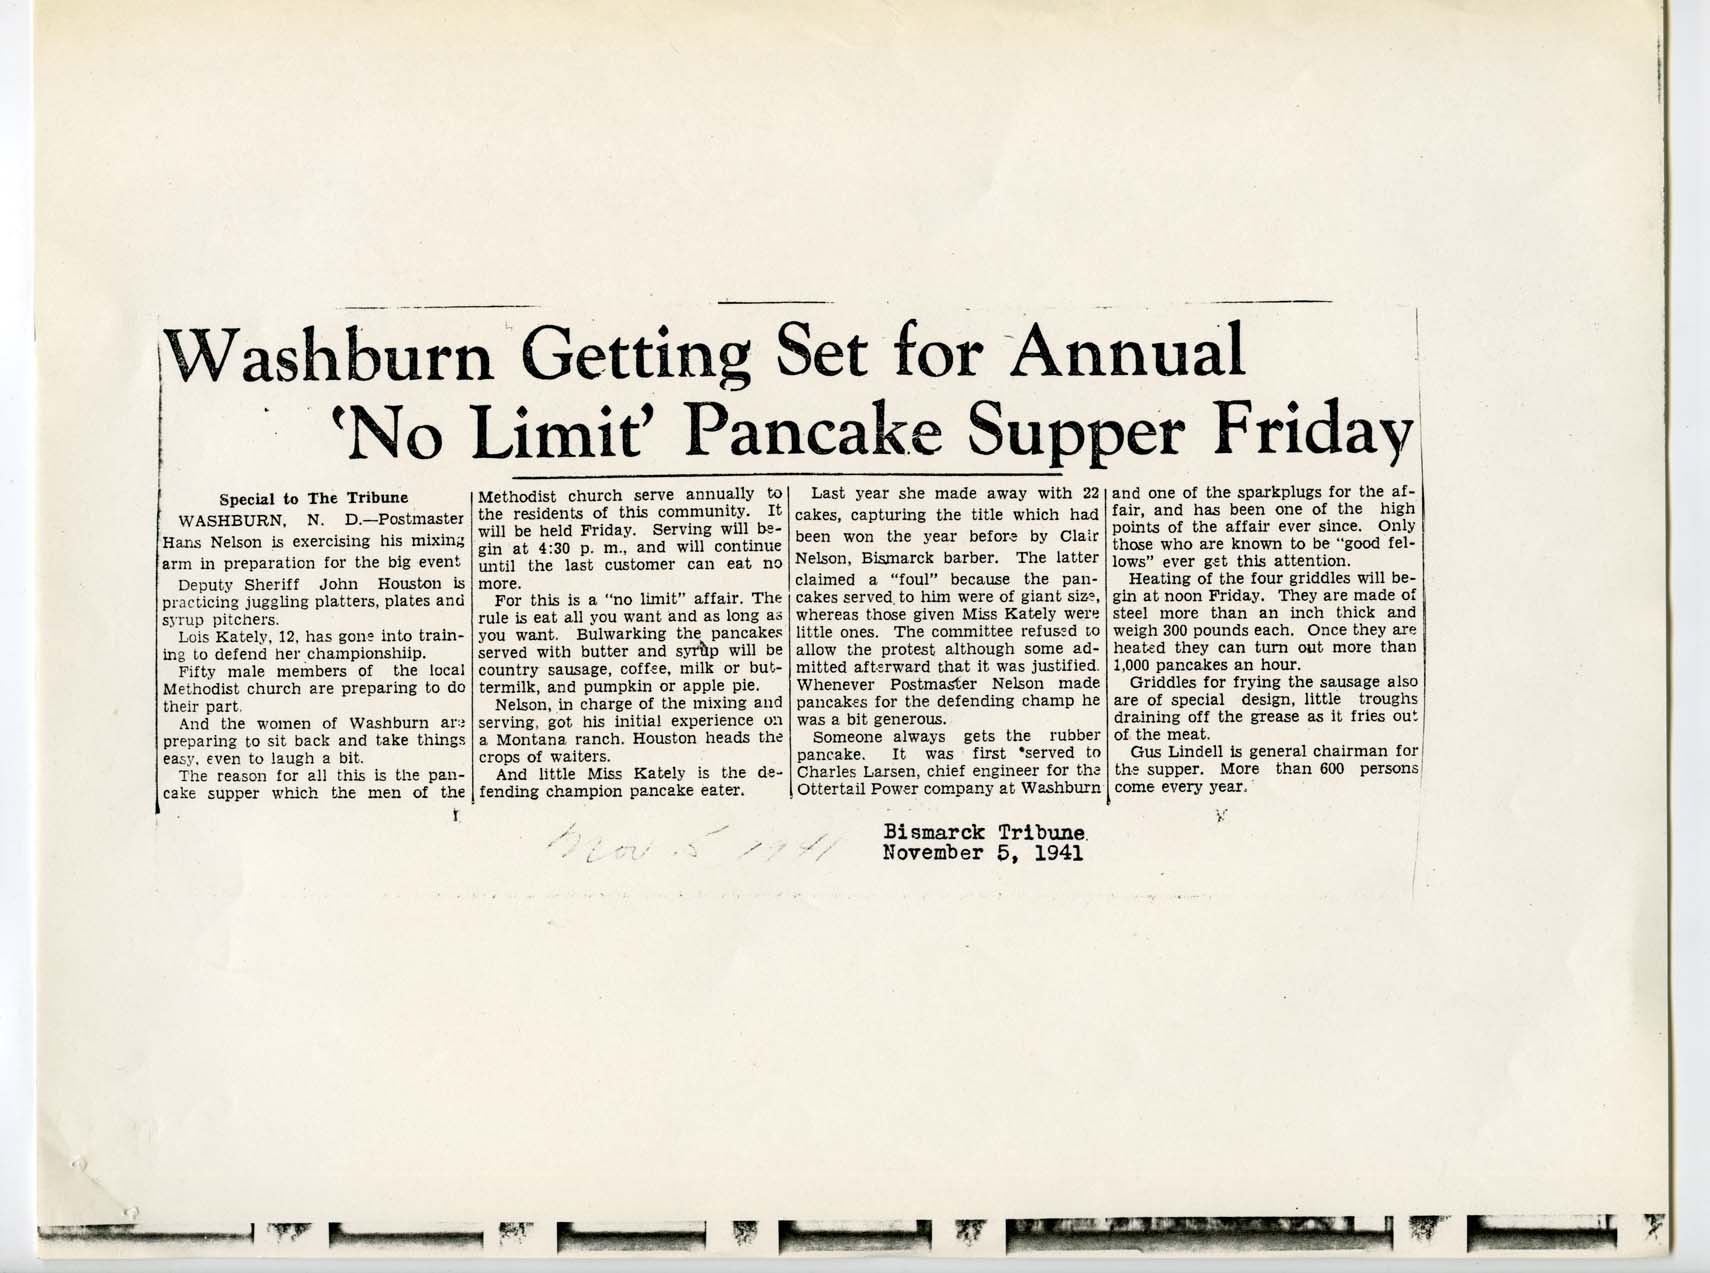 Washburn Getting Set for Annual
'No Limit' Pancake Supper Friday
Special to The Tribune
WASHBURN, N. D.—Postmaster
Hans Nelson is exercising his mixing
arm in preparation for the big event
Deputy Sheriff John Houston is
practicing juggling platters, plates and
syrup pitchers.
Lois Kately, 12, has gone into train-
ing to defend her championshiip.
Fifty male members of the local
Methodist church are preparing to do
their part.
And the women of Washburn are
preparing to sit back and take things
easy, even to laugh a bit.
The reason for all this is the pan-
cake supper which the men of the
Methodist church serve annually to
the residents of this community. It
will be held Friday. Serving will be-
gin at 4:30 p. m., and will continue
until the last customer can eat no
more.
For this is a "no limit" affair. The
rule is eat all you want and as long as
you want. Bulwarking the pancakes
served with butter and syrup will be
country sausage, coffee, milk or but-
termilk, and pumpkin or apple pie.
Nelson, in charge of the mixing and
serving, got his initial experience on
a Montana ranch. Houston heads the
crops of waiters.
And little Miss Kately is the de-
fending champion pancake eater.
Last year she made away with 22
cakes, capturing the title which had
been won the year before by Clair
Nelson, Bismarck barber. The latter
claimed a "foul" because the pan-
cakes served to him were of giant size,
whereas those given Miss Kately were
little ones. The committee refused to
allow the protest although some ad-
mitted afterward that it was justified.
Whenever Postmaster Nelson made
pancakes for the defending champ he
was a bit generous.
Someone always gets the rubber
pancake. It was first served to
Charles Larsen, chief engineer for the
Ottertail Power company at Washburn
and one of the sparkplugs for the af-
fair, and has been one of the high
points of the affair ever since. Only
those who are known to be "good fel-
lows" ever get this attention.
Heating of the four griddles will be-
gin at noon Friday. They are made of
steel more than an inch thick and
weigh 300 pounds each. Once they are
heated they can turn out more than
1,000 pancakes an hour.
Griddles for frying the sausage also
are of special design, little troughs
draining off the grease as it fries out
of the meat.
Gus Lindell is general chairman for
the supper. More than 600 persons
come every year.
Nov 5 1941
Bismarck Tribune
November 5, 1941